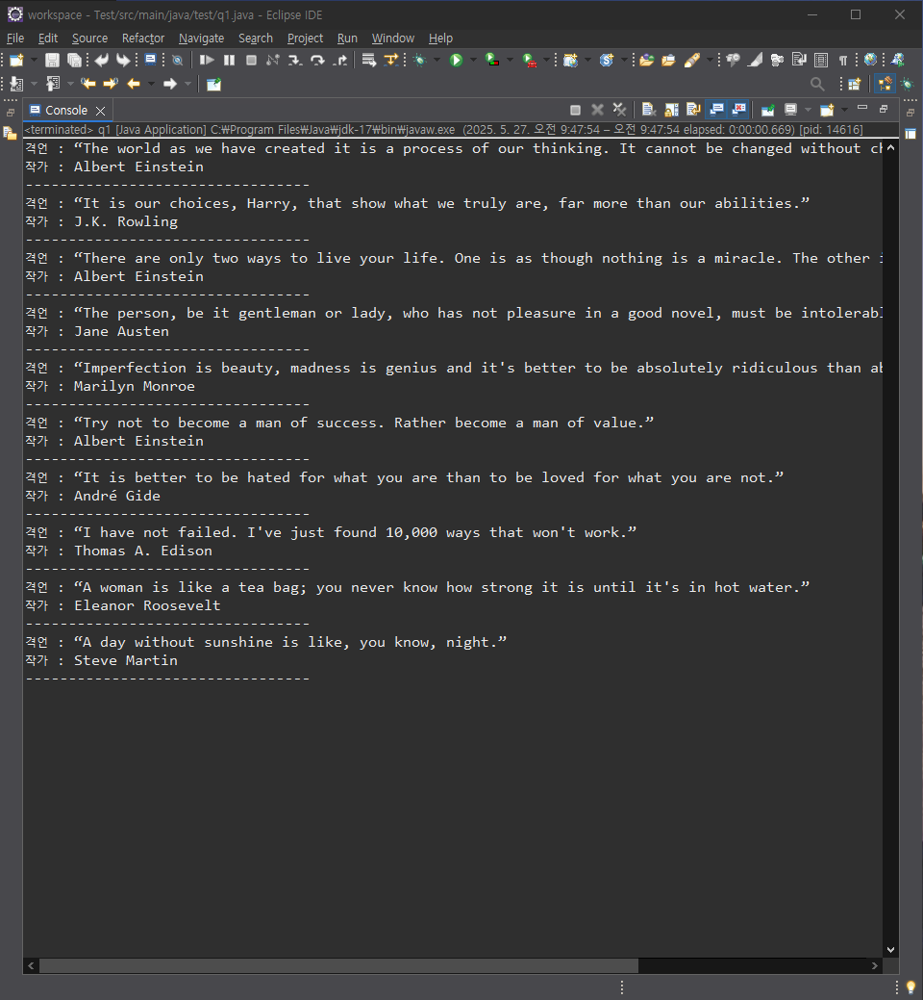 workspace - Test/src/main/java/test/q1.java - Eclipse IDE
File Edit Source Refactor Navigate Search Project Run Window Help
Console
<terminated> q1 [Java Application] C:₩Program Files₩Java₩jdk-17₩bin₩javaw.exe (2025. 5. 27. 오전 9:47:54 – 오전 9:47:54 elapsed: 0:00:00.669) [pid: 14616]
격언 : “The world as we have created it is a process of our thinking. It cannot be changed without
작가 : Albert Einstein
---------------------------------
격언 : “It is our choices, Harry, that show what we truly are, far more than our abilities.”
작가 : J.K. Rowling
---------------------------------
격언 : “There are only two ways to live your life. One is as though nothing is a miracle. The other
작가 : Albert Einstein
---------------------------------
격언 : “The person, be it gentleman or lady, who has not pleasure in a good novel, must be intolerabl
작가 : Jane Austen
---------------------------------
격언 : “Imperfection is beauty, madness is genius and it's better to be absolutely ridiculous than
작가 : Marilyn Monroe
---------------------------------
격언 : “Try not to become a man of success. Rather become a man of value.”
작가 : Albert Einstein
---------------------------------
격언 : “It is better to be hated for what you are than to be loved for what you are not.”
작가 : André Gide
---------------------------------
격언 : “I have not failed. I've just found 10,000 ways that won't work.”
작가 : Thomas A. Edison
---------------------------------
격언 : “A woman is like a tea bag; you never know how strong it is until it's in hot water.”
작가 : Eleanor Roosevelt
---------------------------------
격언 : “A day without sunshine is like, you know, night.”
작가 : Steve Martin
---------------------------------